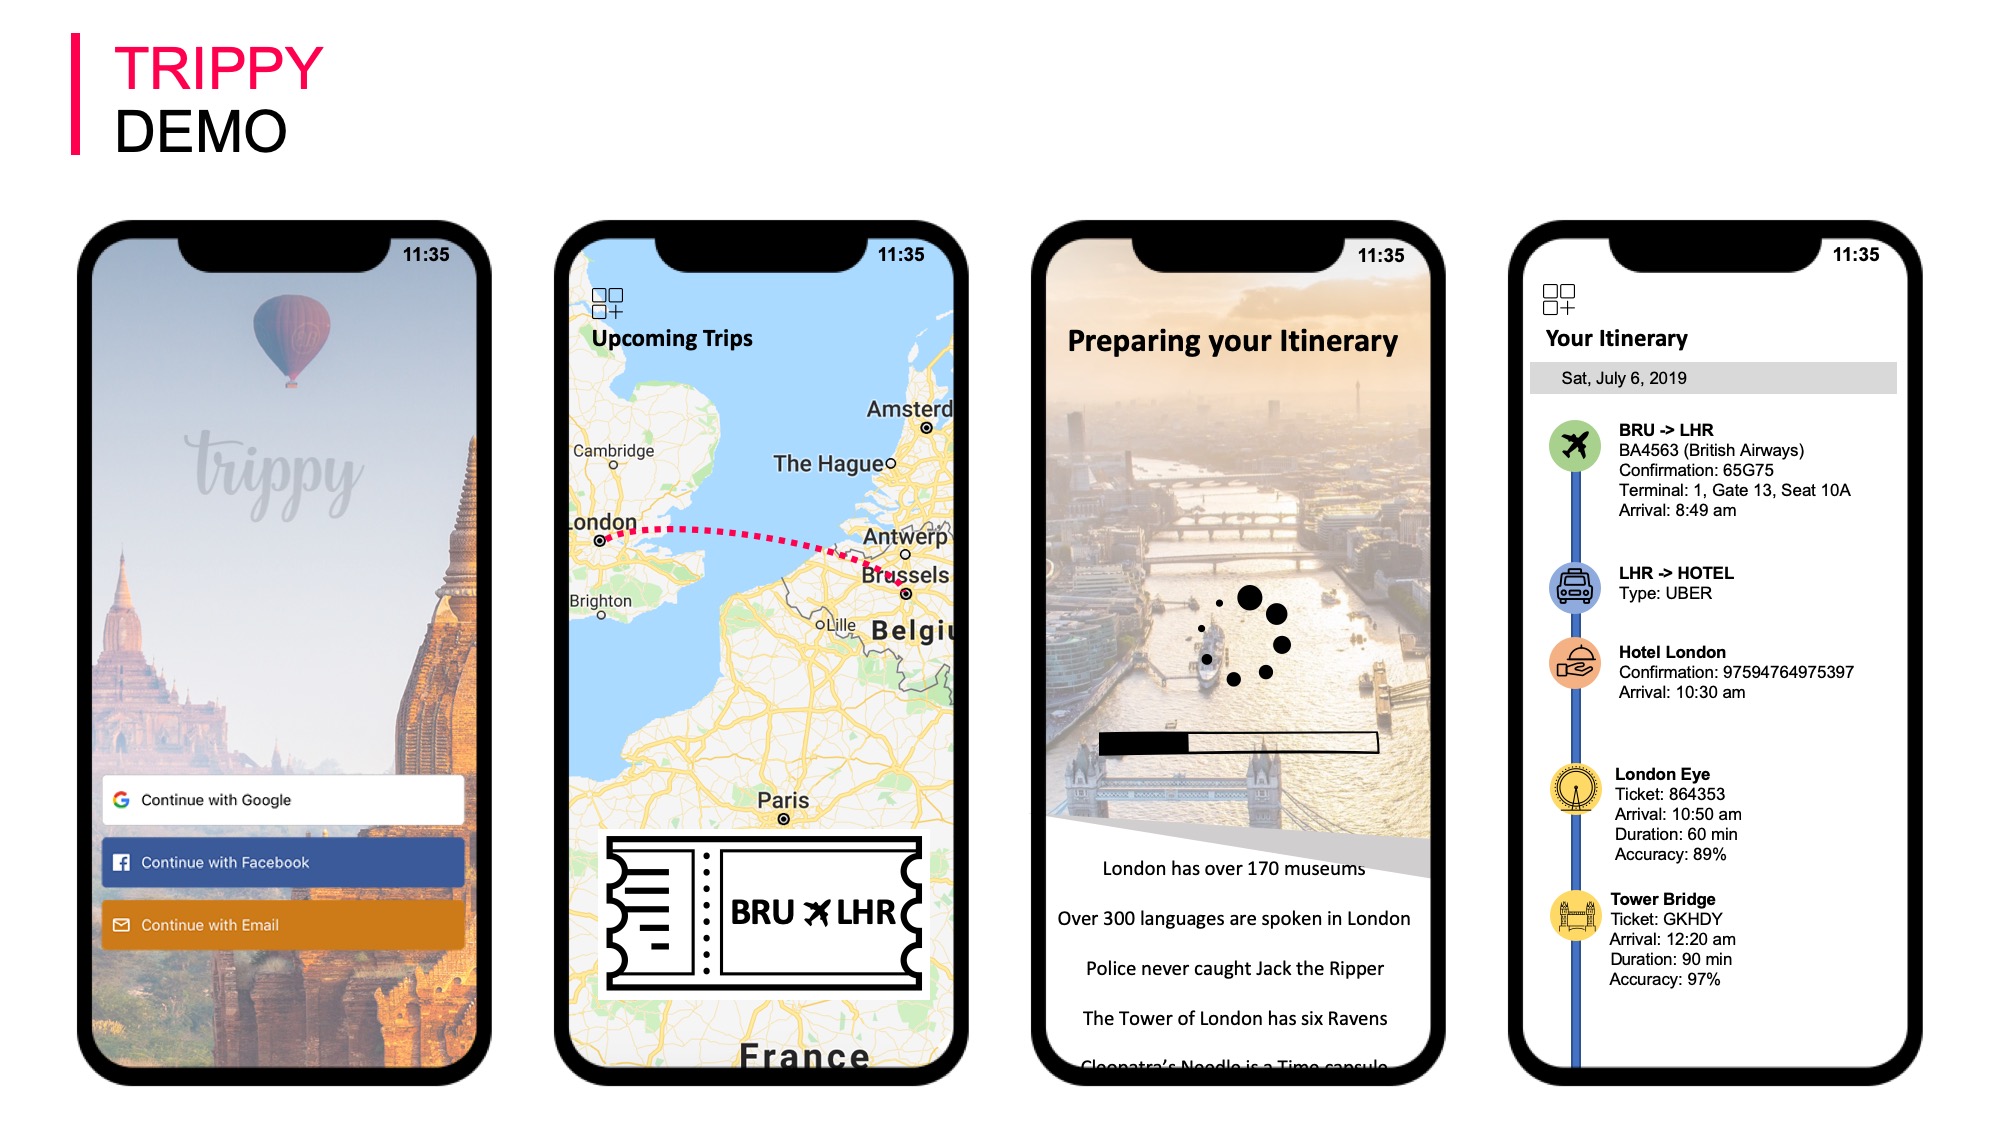 TRIPPY
DEMO
11:35
trippy
Continue with Google
Continue with Facebook
Continue with Email
11:35
Upcoming Trips
Amsterd
Cambridge
The Hague
London
Antwerp
Brussels
Brighton
Lille
Belgiu
Paris
BRU LHR
France
11:35
Preparing your Itinerary
London has over 170 museums
Over 300 languages are spoken in London
Police never caught Jack the Ripper
The Tower of London has six Ravens
Cleopatra's Needle is a Time capsule
11:35
Your Itinerary
Sat, July 6, 2019
BRU -> LHR
BA4563 (British Airways)
Confirmation: 65G75
Terminal: 1, Gate 13, Seat 10A
Arrival: 8:49 am
LHR -> HOTEL
Type: UBER
Hotel London
Confirmation: 97594764975397
Arrival: 10:30 am
London Eye
Ticket: 864353
Arrival: 10:50 am
Duration: 60 min
Accuracy: 89%
Tower Bridge
Ticket: GKHDY
Arrival: 12:20 am
Duration: 90 min
Accuracy: 97%